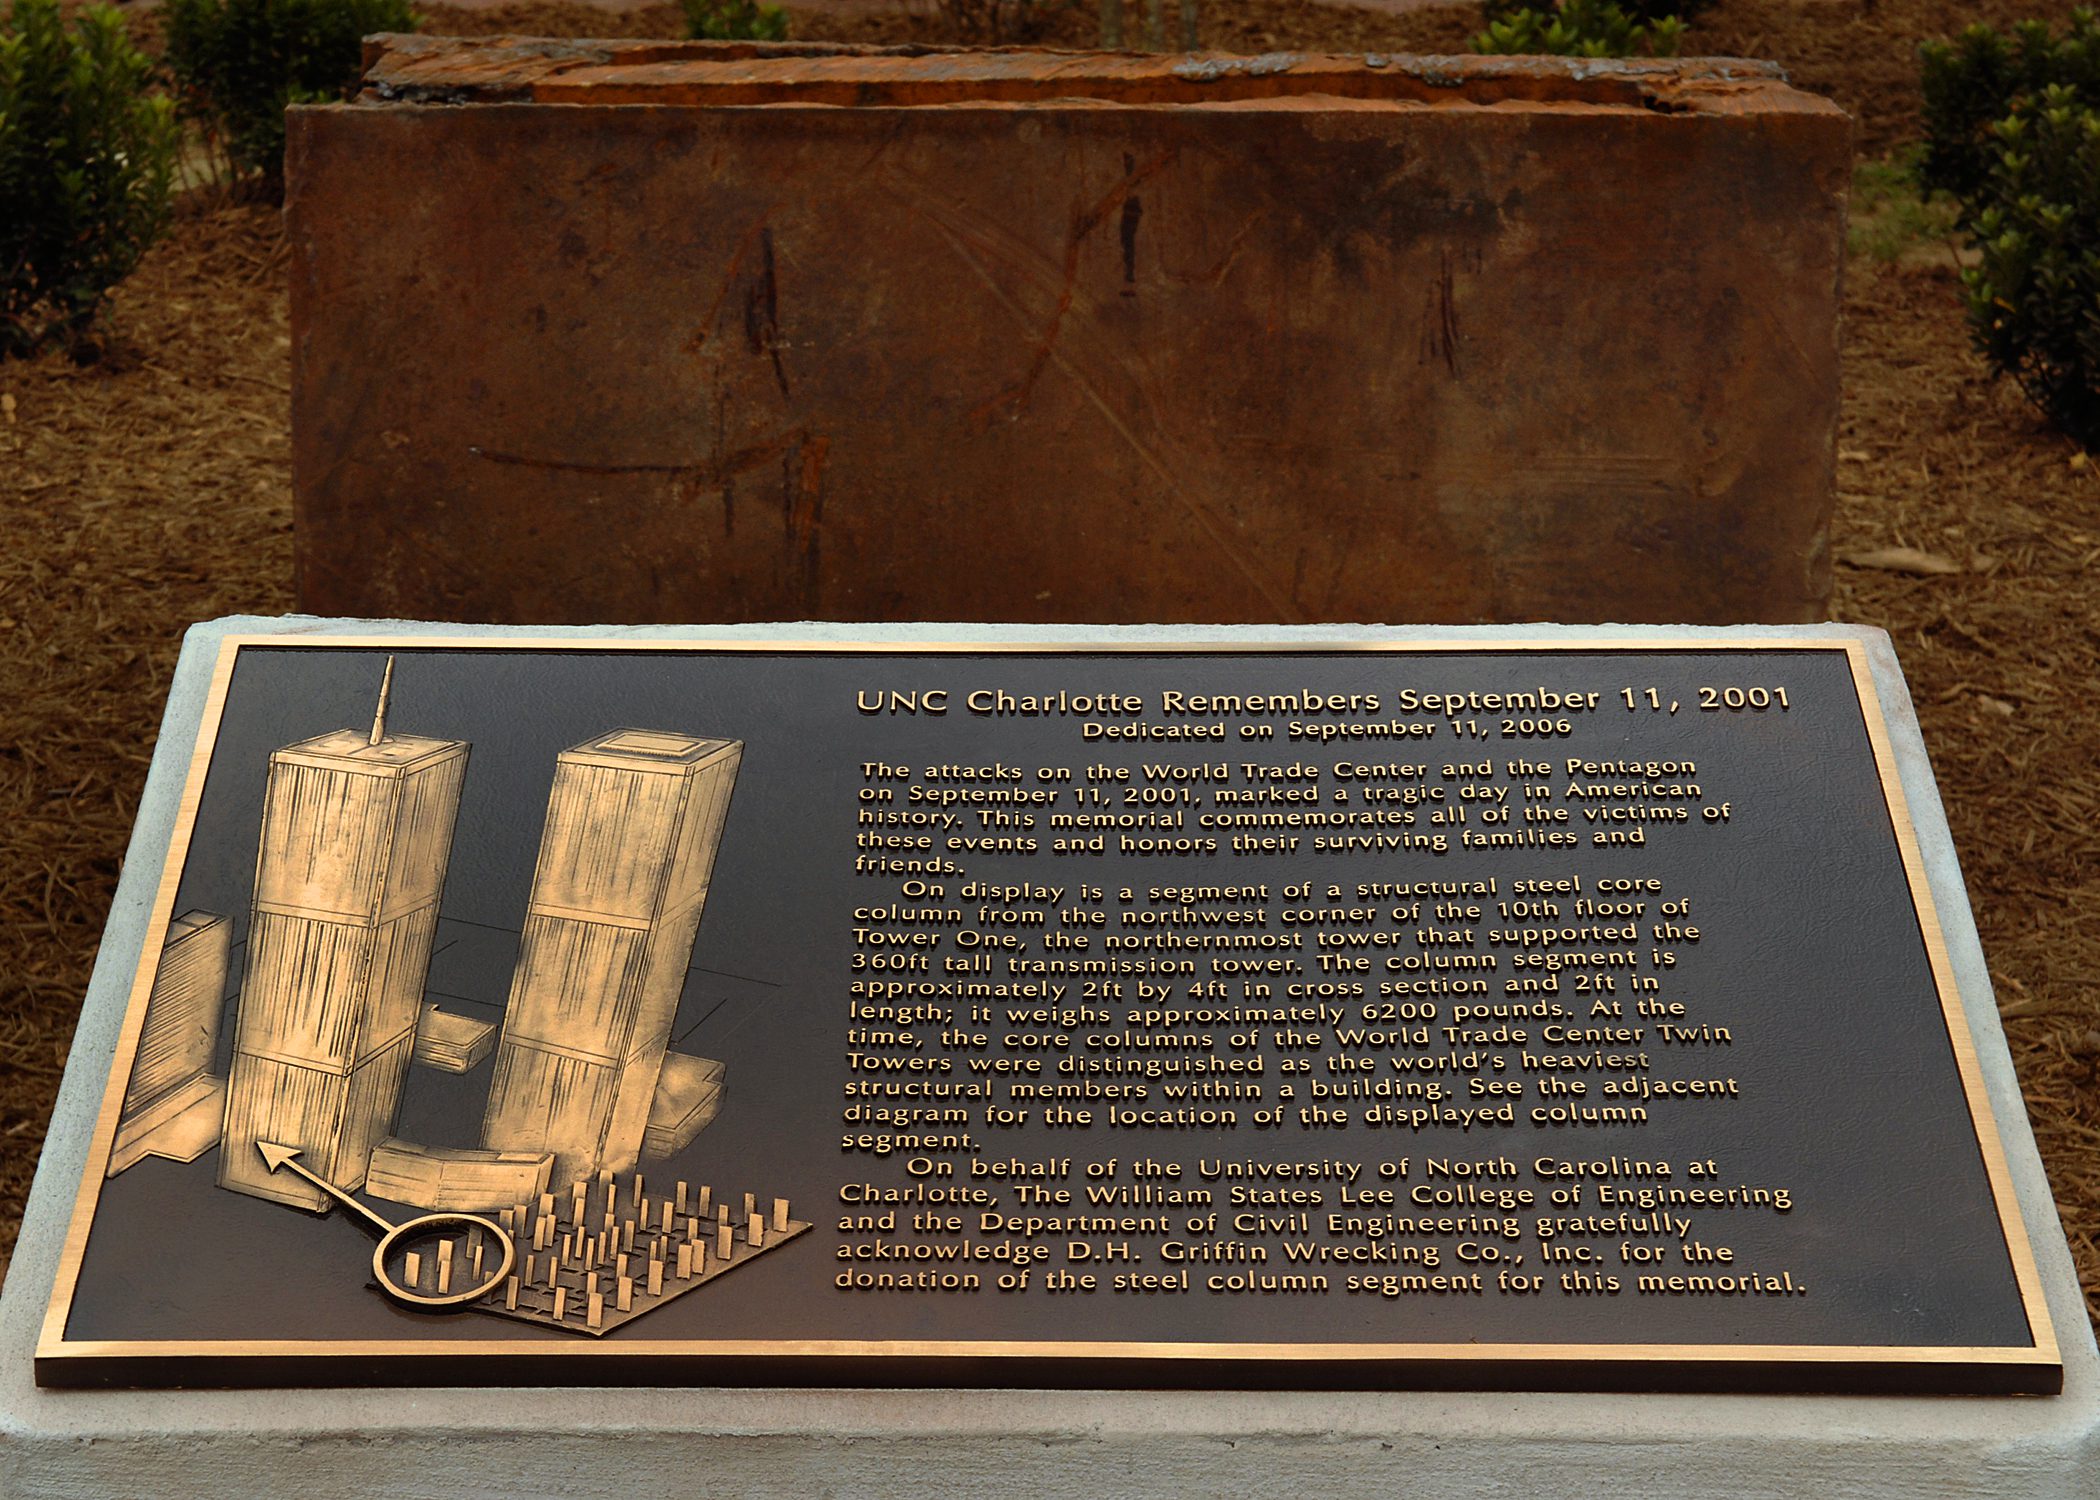 UNC Charlotte Remembers September 11, 2001
Dedicated on September 11, 2006
The attacks on the World Trade Center and the Pentagon
on September 11, 2001, marked a tragic day in American
history. This memorial commemorates all of the victims of
these events and honors their surviving families and
friends.
On display is a segment of a structural steel core
column from the northwest corner of the 10th floor of
Tower One, the northernmost tower that supported the
360ft tall transmission tower. The column segment is
approximately 2ft by 4ft in cross section and 2ft in
length; it weighs approximately 6200 pounds. At the
time, the core columns of the World Trade Center Twin
Towers were distinguished as the world's heaviest
structural members within a building. See the adjacent
diagram for the location of the displayed column
segment.
On behalf of the University of North Carolina at
Charlotte, The William States Lee College of Engineering
and the Department of Civil Engineering gratefully
acknowledge D.H. Griffin Wrecking Co., Inc. for the
donation of the steel column segment for this memorial.